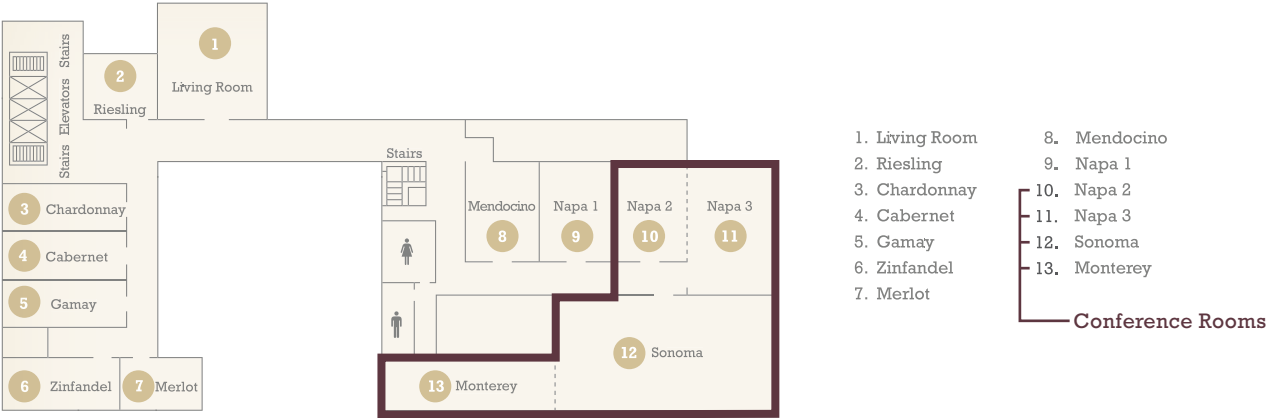 1
Living Room
2
Riesling
Stairs
Elevators
Stairs
3 Chardonnay
4 Cabernet
5 Gamay
6 Zinfandel
7 Merlot
Stairs
Mendocino
8
Napa 1
9
Napa 2
10
Napa 3
11
12 Sonoma
13 Monterey
1. Living Room
2. Riesling
3. Chardonnay
4. Cabernet
5. Gamay
6. Zinfandel
7. Merlot
8. Mendocino
9. Napa 1
10. Napa 2
11. Napa 3
12. Sonoma
13. Monterey
Conference Rooms